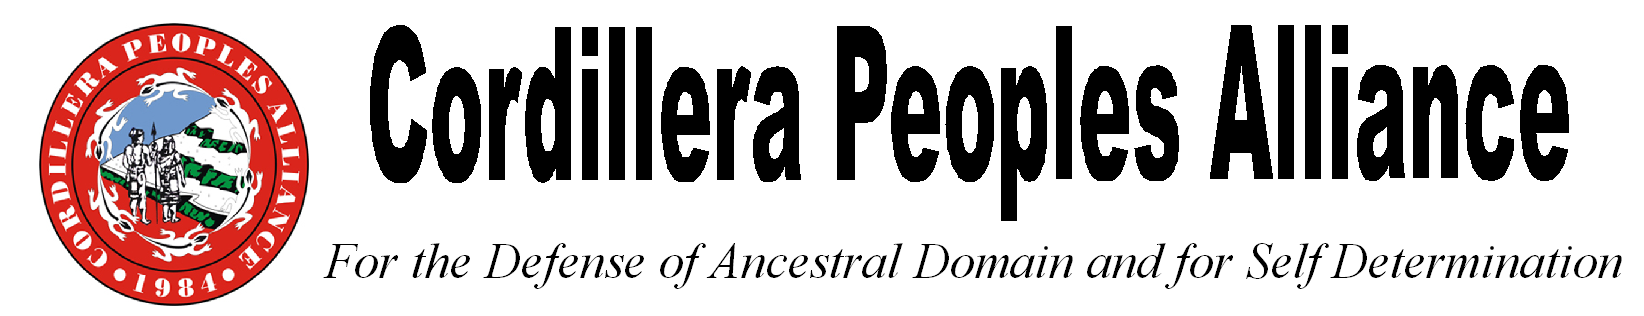 CORDILLERA PEOPLES ALLIANCE
• 1984 •
Cordillera Peoples Alliance
For the Defense of Ancestral Domain and for Self Determination